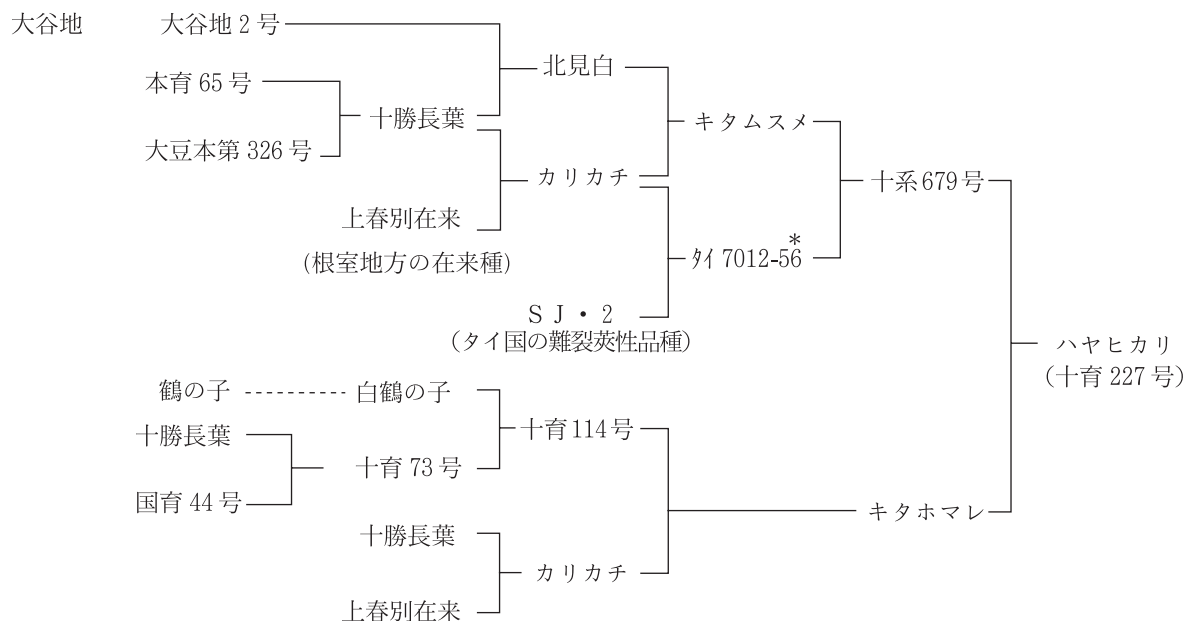 大谷地 大谷地 2 号
北見白
本育 65 号
十勝長葉
キタムスメ
大豆本第 326 号
カリカチ
十系 679 号
上春別在来
(根室地方の在来種)
*
タイ 7012-56
ＳＪ・２
(タイ国の難裂莢性品種)
ハヤヒカリ
(十育 227 号)
鶴の子 白鶴の子
十育 114 号
十勝長葉
十育 73 号
国育 44 号
キタホマレ
十勝長葉
カリカチ
上春別在来